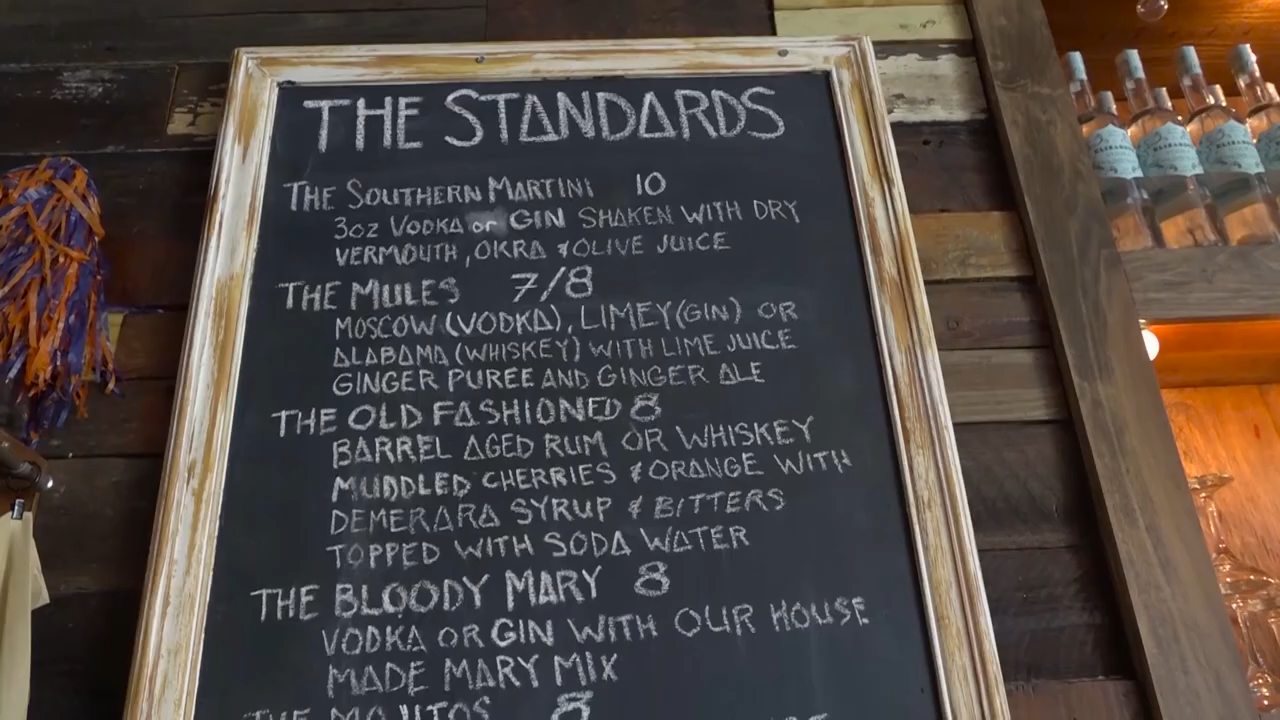 THE STANDARDS
THE SOUTHERN MARTINI 10
3oz VODKA or GIN SHAKEN WITH DRY
VERMOUTH, OKRA & OLIVE JUICE
THE MULES 7/8
MOSCOW (VODKA), LIMEY (GIN) OR
ALABAMA (WHISKEY) WITH LIME JUICE
GINGER PUREE AND GINGER ALE
THE OLD FASHIONED 8
BARREL AGED RUM OR WHISKEY
MUDDLED CHERRIES & ORANGE WITH
DEMERARA SYRUP & BITTERS
TOPPED WITH SODA WATER
THE BLOODY MARY 8
VODKA OR GIN WITH OUR HOUSE
MADE MARY MIX
THE MOJITOS 8